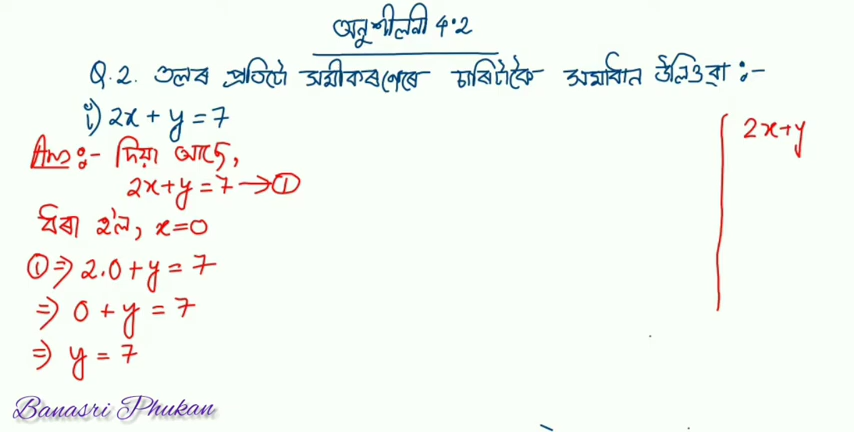 অনুশীলনী 4.2
Q.2. তলৰ প্ৰতিটো সমীকৰণেৰে চাৰিটাকৈ সমাধান উলিওৱা :-
i) 2x + y = 7
Ans :- দিয়া আছে,
2x + y = 7 → ①
ধৰা হ'ল, x = 0
① ⇒ 2.0 + y = 7
⇒ 0 + y = 7
⇒ y = 7
2x+y
Banasri Phukan